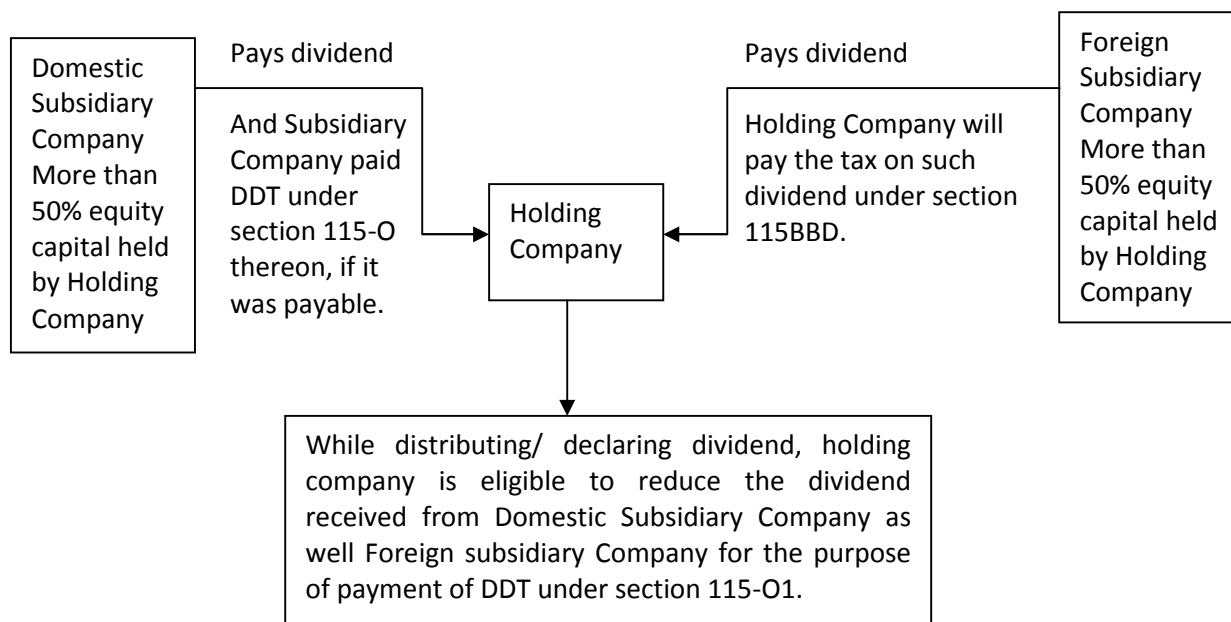 Domestic
Subsidiary
Company
More than
50% equity
capital held
by Holding
Company
Pays dividend
And Subsidiary
Company paid
DDT under
section 115-O
thereon, if it
was payable.
Holding
Company
Pays dividend
Holding Company will
pay the tax on such
dividend under section
115BBD.
Foreign
Subsidiary
Company
More than
50% equity
capital held
by Holding
Company
While distributing/ declaring dividend, holding
company is eligible to reduce the dividend
received from Domestic Subsidiary Company as
well Foreign subsidiary Company for the purpose
of payment of DDT under section 115-O1.